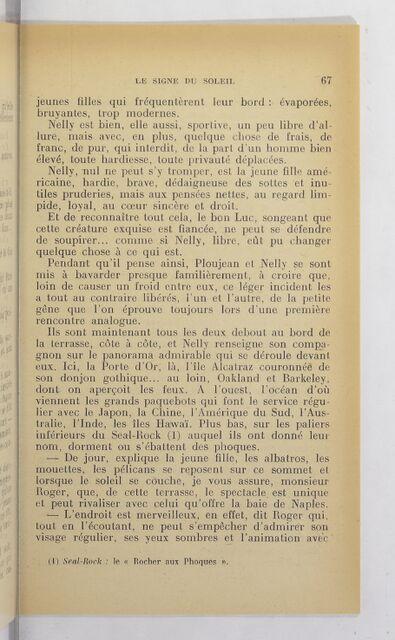 LE SIGNE DU SOLEIL 67
jeunes filles qui fréquentèrent leur bord : évaporées,
bruyantes, trop modernes.
Nelly est bien, elle aussi, sportive, un peu libre d'al-
lure, mais avec, en plus, quelque chose de frais, de
franc, de pur, qui interdit, de la part d'un homme bien
élevé, toute hardiesse, toute privauté déplacées.
Nelly, nul ne peut s'y tromper, est la jeune fille amé-
ricaine, hardie, brave, dédaigneuse des sottes et inu-
tiles pruderies, mais aux pensées nettes, au regard lim-
pide, loyal, au cœur sincère et droit.
Et de reconnaître tout cela, le bon Luc, songeant que
cette créature exquise est fiancée, ne peut se défendre
de soupirer... comme si Nelly, libre, eût pu changer
quelque chose à ce qui est.
Pendant qu'il pense ainsi, Ploujean et Nelly se sont
mis à bavarder presque familièrement, à croire que,
loin de causer un froid entre eux, ce léger incident les
a tout au contraire libérés, l'un et l'autre, de la petite
gêne que l'on éprouve toujours lors d'une première
rencontre analogue.
Ils sont maintenant tous les deux debout au bord de
la terrasse, côte à côte, et Nelly renseigne son compa-
gnon sur le panorama admirable qui se déroule devant
eux. Ici, la Porte d'Or, là, l'île Alcatraz couronnée de
son donjon gothique... au loin, Oakland et Barkeley,
dont on aperçoit les feux. A l'ouest, l'océan d'où
viennent les grands paquebots qui font le service régu-
lier avec le Japon, la Chine, l'Amérique du Sud, l'Aus-
tralie, l'Inde, les îles Hawaï. Plus bas, sur les paliers
inférieurs du Seal-Rock (1) auquel ils ont donné leur
nom, dorment ou s'ébattent des phoques.
— De jour, explique la jeune fille, les albatros, les
mouettes, les pélicans se reposent sur ce sommet et
lorsque le soleil se couche, je vous assure, monsieur
Roger, que, de cette terrasse, le spectacle est unique
et peut rivaliser avec celui qu'offre la baie de Naples.
— L'endroit est merveilleux, en effet, dit Roger qui,
tout en l'écoutant, ne peut s'empêcher d'admirer son
visage régulier, ses yeux sombres et l'animation avec
(1) Seal-Rock : le « Rocher aux Phoques ».